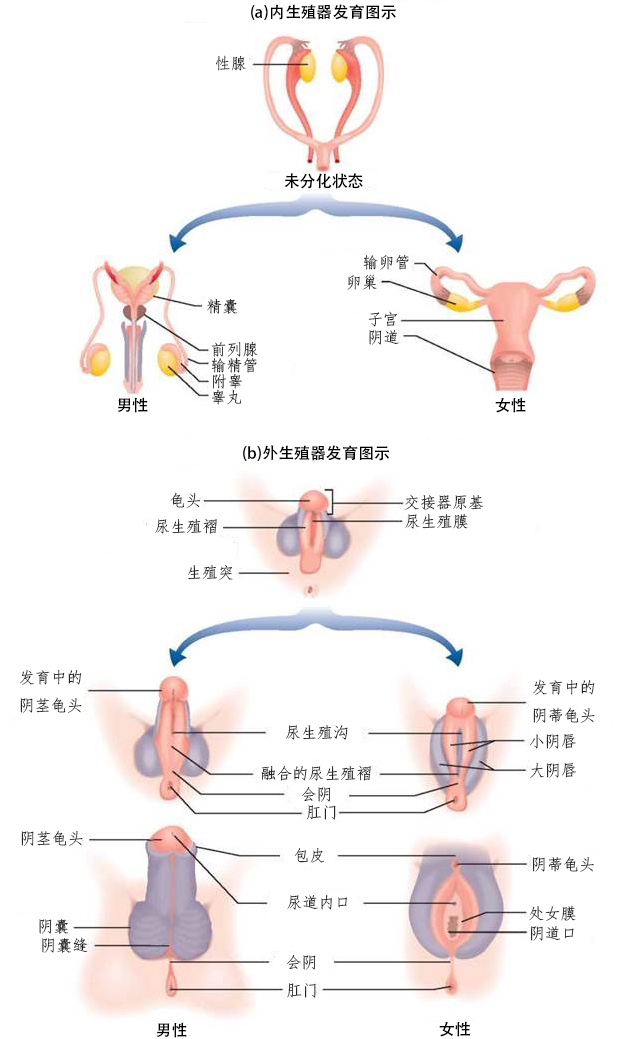 (a)内生殖器发育图示
性腺
未分化状态
输卵管
卵巢
子宫
阴道
精囊
前列腺
输精管
附睾
睾丸
男性
女性
(b)外生殖器发育图示
龟头
交接器原基
尿生殖褶
尿生殖膜
生殖突
发育中的
阴茎龟头
发育中的
阴蒂龟头
尿生殖沟
小阴唇
融合的尿生殖褶
大阴唇
会阴
肛门
阴茎龟头
包皮
阴蒂龟头
尿道内口
处女膜
阴道口
阴囊
阴囊缝
会阴
肛门
男性
女性